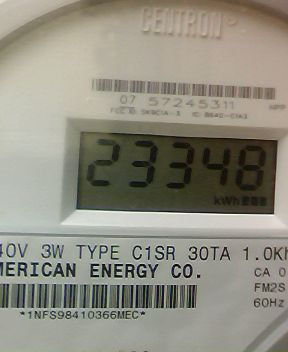 CENTRON
07 57245311
23348
kWh
40V 3W TYPE C1SR 30TA 1.0Kh
MERICAN ENERGY CO.
CA 0
FM2S
60Hz
*1NFS98410366MEC*